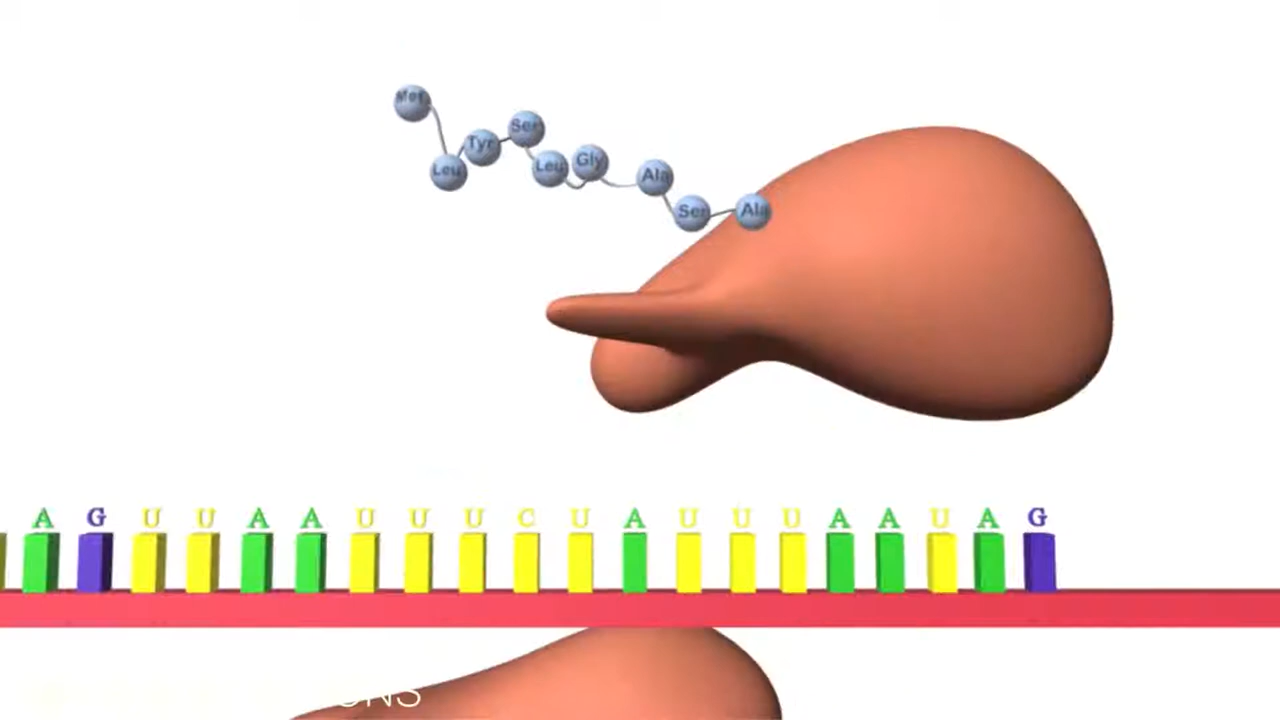 Met
Leu
Tyr
Ser
Leu
Gly
Ala
Ser
Ala
A G U U A A U U U C U A U U U A A U A G